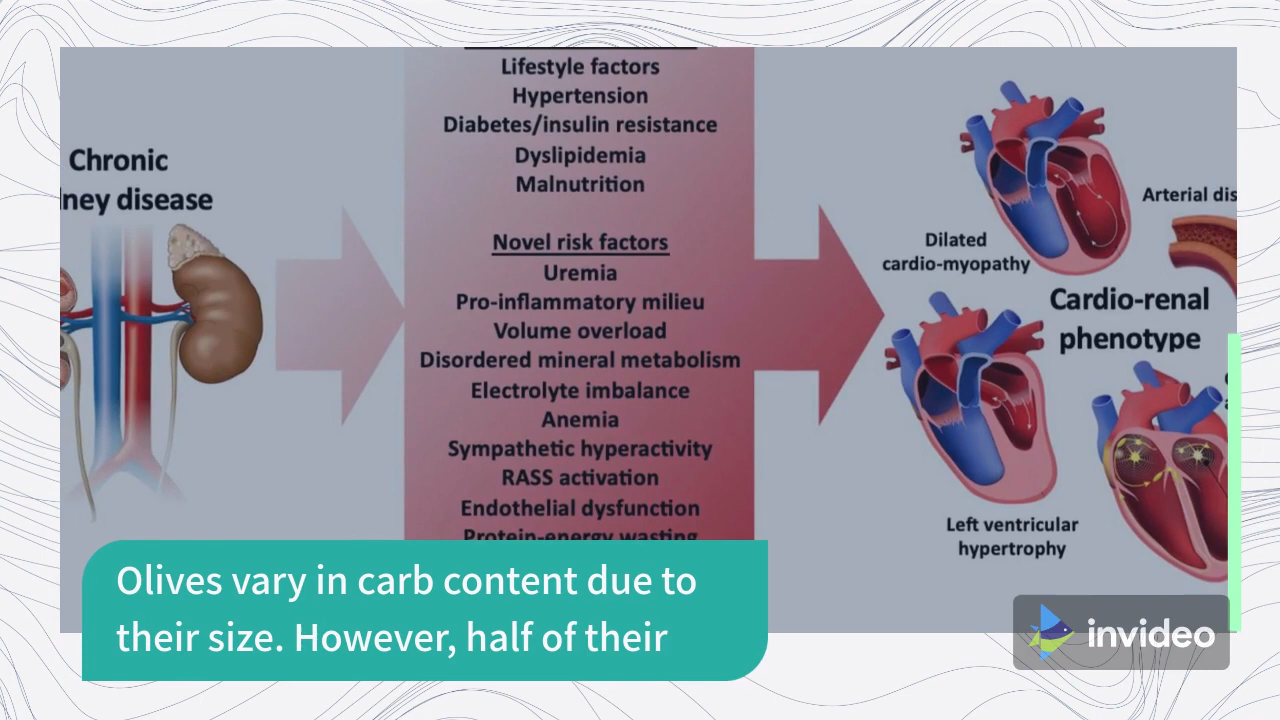 Chronic
ney disease
Lifestyle factors
Hypertension
Diabetes/insulin resistance
Dyslipidemia
Malnutrition
Novel risk factors
Uremia
Pro-inflammatory milieu
Volume overload
Disordered mineral metabolism
Electrolyte imbalance
Anemia
Sympathetic hyperactivity
RASS activation
Endothelial dysfunction
Protein-energy wasting
Arterial dis
Dilated
cardio-myopathy
Cardio-renal
phenotype
Left ventricular
hypertrophy
Olives vary in carb content due to
their size. However, half of their
invideo